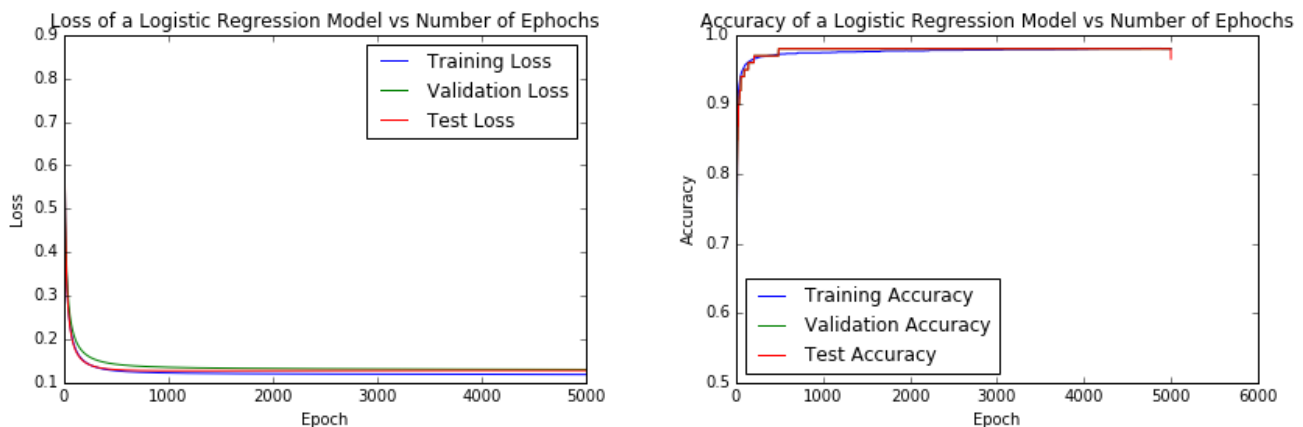 Loss of a Logistic Regression Model vs Number of Ephochs
0.9
0.8
0.7
0.6
0.5
0.4
0.3
0.2
0.1
Loss
Training Loss
Validation Loss
Test Loss
0 1000 2000 3000 4000 5000
Epoch
Accuracy of a Logistic Regression Model vs Number of Ephochs
1.0
0.9
0.8
0.7
0.6
0.5
Accuracy
Training Accuracy
Validation Accuracy
Test Accuracy
0 1000 2000 3000 4000 5000 6000
Epoch